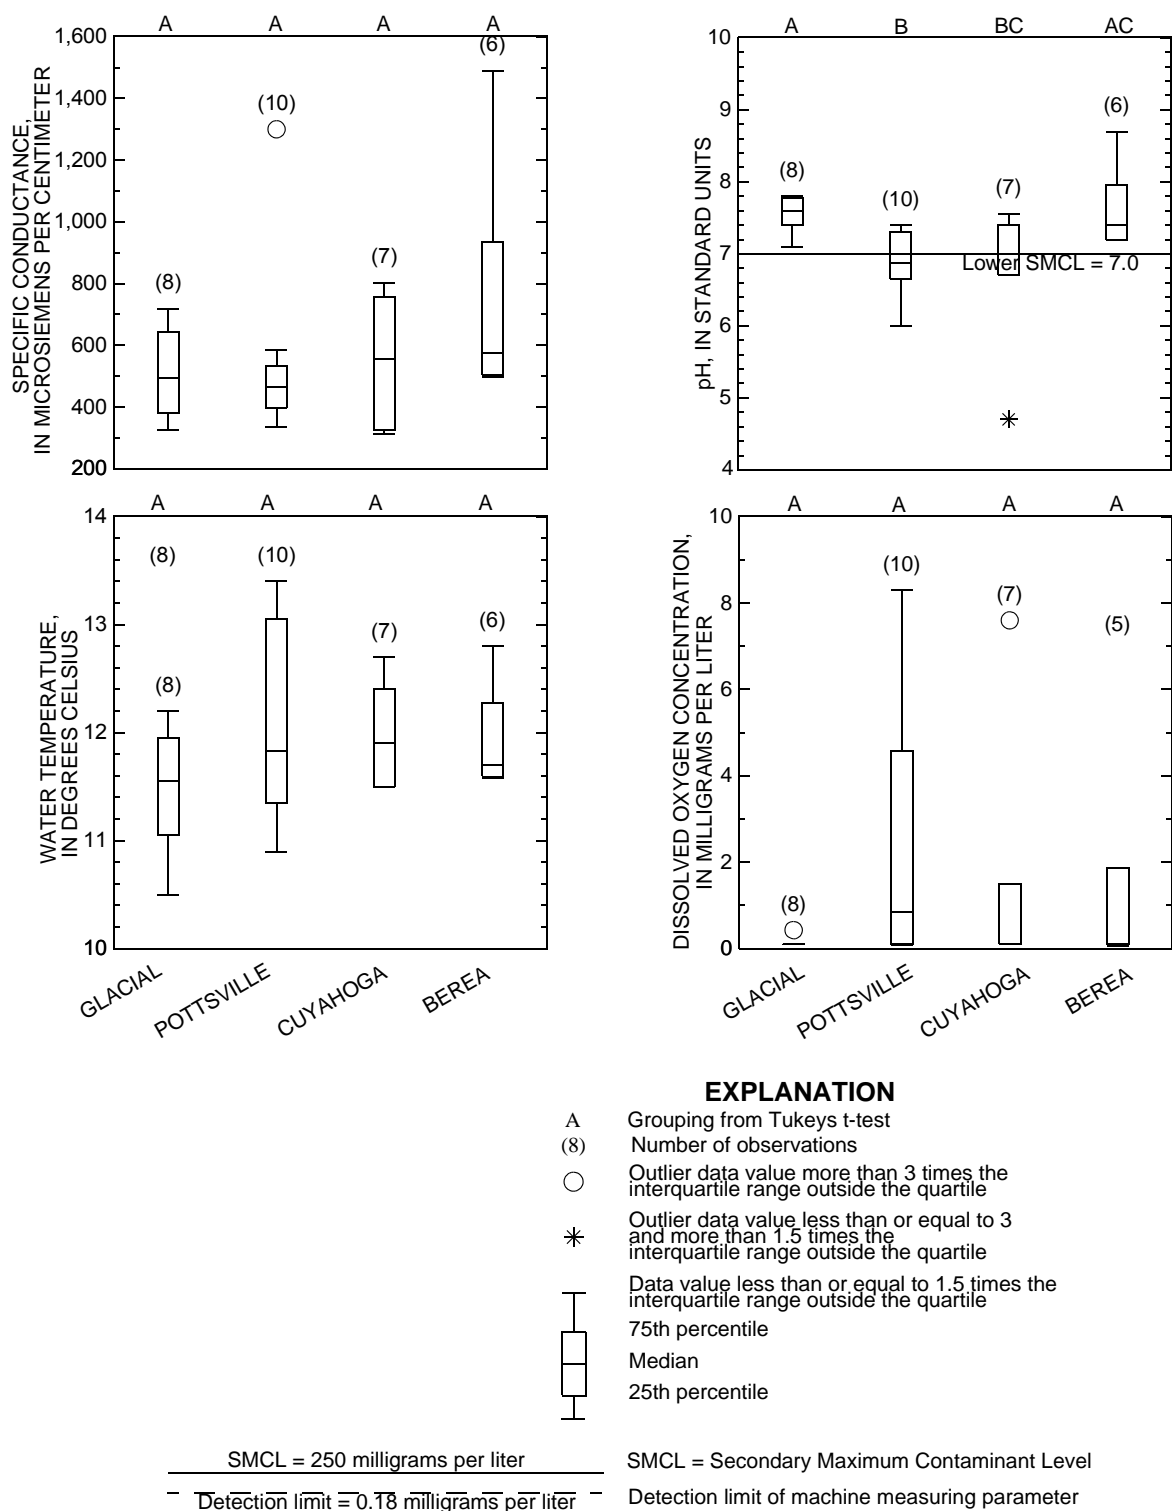 A A A A
SPECIFIC CONDUCTANCE,
IN MICROSIEMENS PER CENTIMETER
1,600
1,400
1,200
1,000
800
600
400
200
(8)
(10)
(7)
(6)
A B BC AC
pH, IN STANDARD UNITS
10
9
8
7
6
5
4
(8)
(10)
(7)
(6)
Lower SMCL = 7.0
A A A A
WATER TEMPERATURE,
IN DEGREES CELSIUS
14
13
12
11
10
(8)
(8)
(10)
(7)
(6)
GLACIAL
POTTSVILLE
CUYAHOGA
BEREA
A A A A
DISSOLVED OXYGEN CONCENTRATION,
IN MILLIGRAMS PER LITER
10
8
6
4
2
0
(8)
(10)
(7)
(5)
GLACIAL
POTTSVILLE
CUYAHOGA
BEREA
EXPLANATION
A Grouping from Tukeys t-test
(8) Number of observations
Outlier data value more than 3 times the
interquartile range outside the quartile
Outlier data value less than or equal to 3
and more than 1.5 times the
interquartile range outside the quartile
Data value less than or equal to 1.5 times the
interquartile range outside the quartile
75th percentile
Median
25th percentile
SMCL = 250 milligrams per liter SMCL = Secondary Maximum Contaminant Level
Detection limit = 0.18 milligrams per liter Detection limit of machine measuring parameter